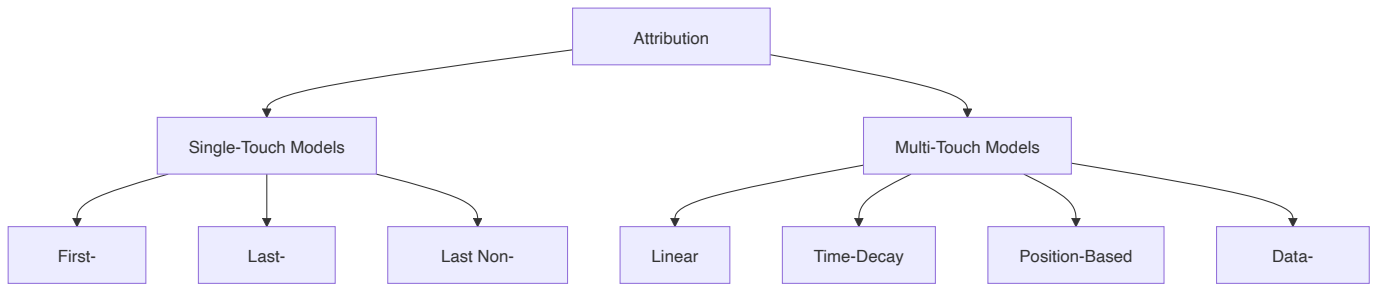 Attribution
Single-Touch Models
Multi-Touch Models
First-
Last-
Last Non-
Linear
Time-Decay
Position-Based
Data-